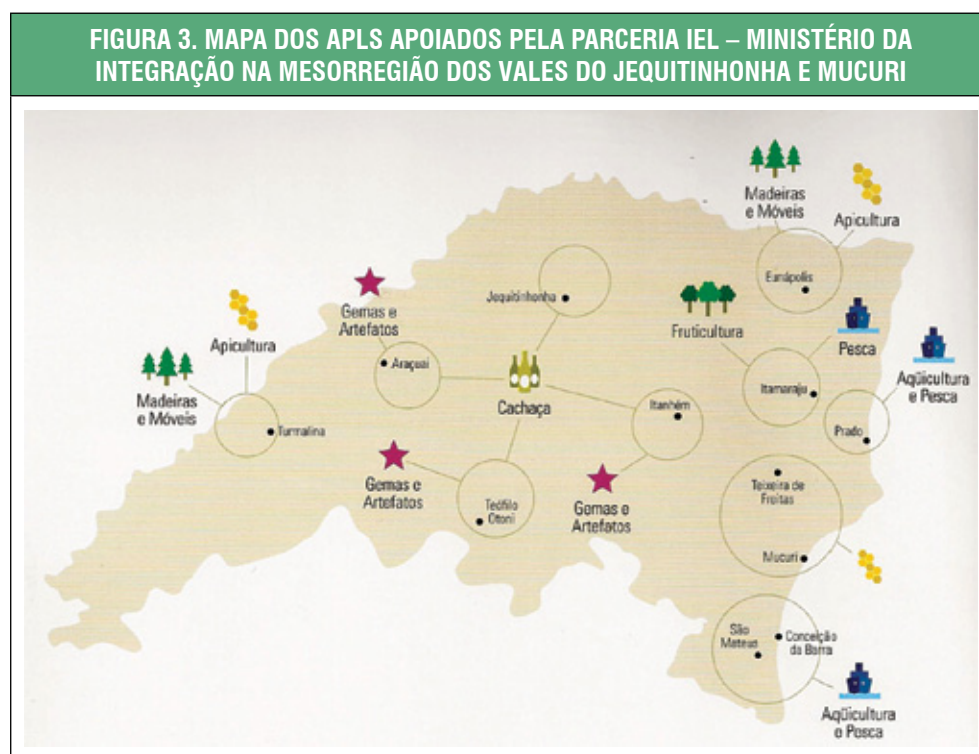 FIGURA 3. MAPA DOS APLS APOIADOS PELA PARCERIA IEL – MINISTÉRIO DA
INTEGRAÇÃO NA MESORREGIÃO DOS VALES DO JEQUITINHONHA E MUCURI
Madeiras
e Móveis
Apicultura
Eunápolis
Gemas e
Artefatos
Jequitinhonha
Fruticultura
Pesca
Apicultura
Araçuai
Itamaraju
Aqüicultura
e Pesca
Madeiras
e Móveis
Cachaça
Itanhém
Turmalina
Prado
Gemas e
Artefatos
Teófilo
Otoni
Gemas e
Artefatos
Teixeira de
Freitas
Mucuri
São
Mateus
Conceição
da Barra
Aqüicultura
e Pesca